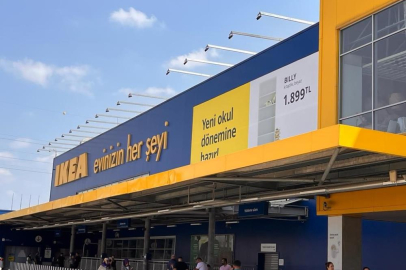 IKEA evinizin her şeyi
Yeni okul
dönemine
hazır!
BILLY
1.899TL